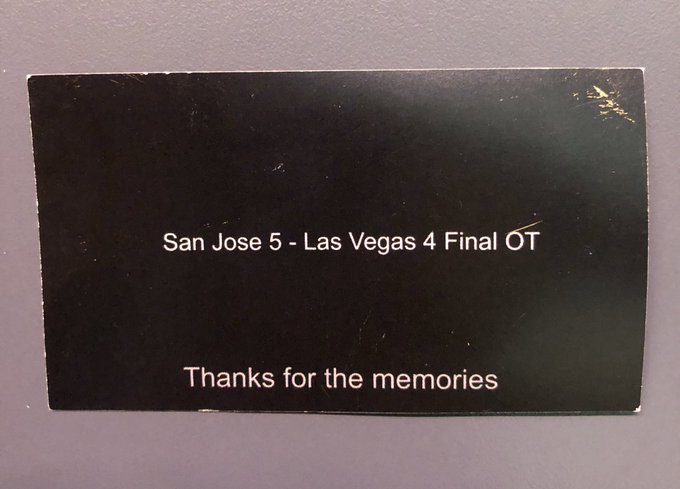 San Jose 5 - Las Vegas 4 Final OT
Thanks for the memories